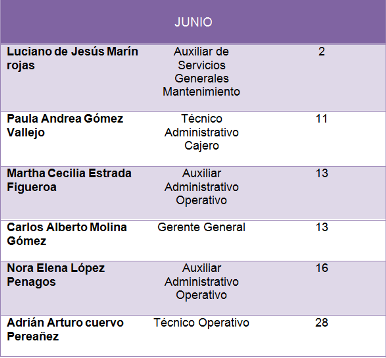 JUNIO
Luciano de Jesús Marín
rojas
Auxiliar de
Servicios
Generales
Mantenimiento
2
Paula Andrea Gómez
Vallejo
Técnico
Administrativo
Cajero
11
Martha Cecilia Estrada
Figueroa
Auxiliar
Administrativo
Operativo
13
Carlos Alberto Molina
Gómez
Gerente General
13
Nora Elena López
Penagos
Auxiliar
Administrativo
Operativo
16
Adrián Arturo cuervo
Pereañez
Técnico Operativo
28